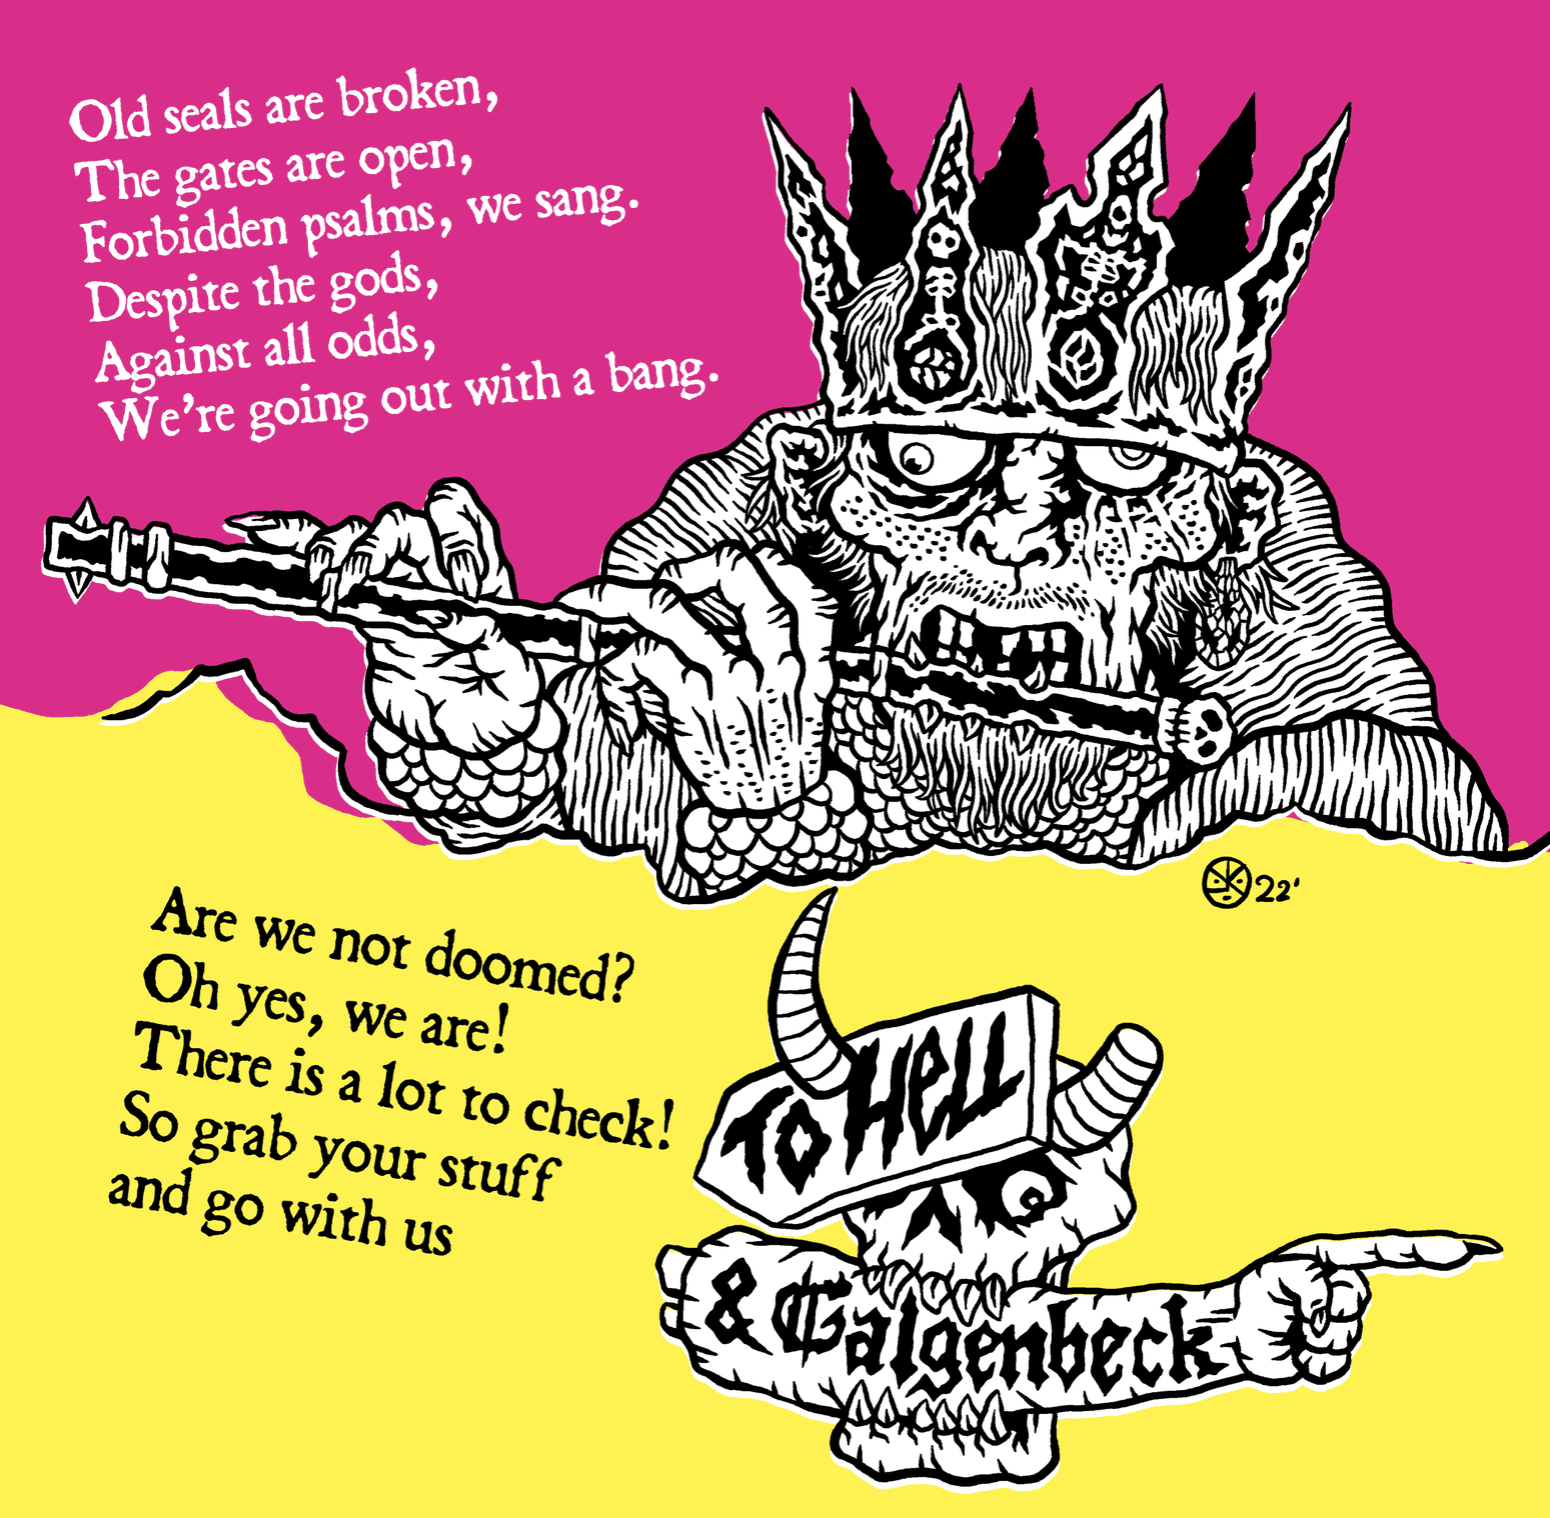 Old seals are broken,
The gates are open,
Forbidden psalms, we sang.
Despite the gods,
Against all odds,
We're going out with a bang.
22'
Are we not doomed?
Oh yes, we are!
There is a lot to check!
So grab your stuff
and go with us
To Hell
& Galgenbeck